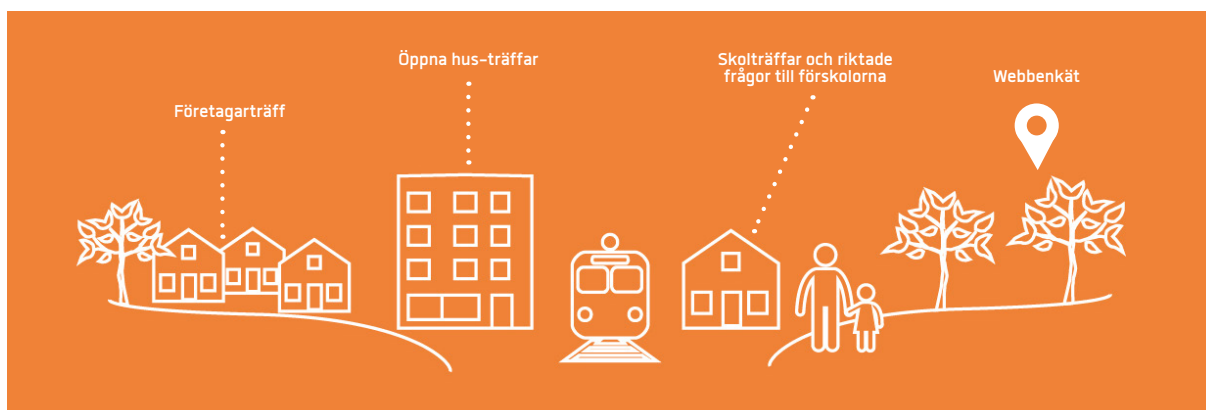 Företagarträff
Öppna hus-träffar
Skolträffar och riktade
frågor till förskolorna
Webbenkät